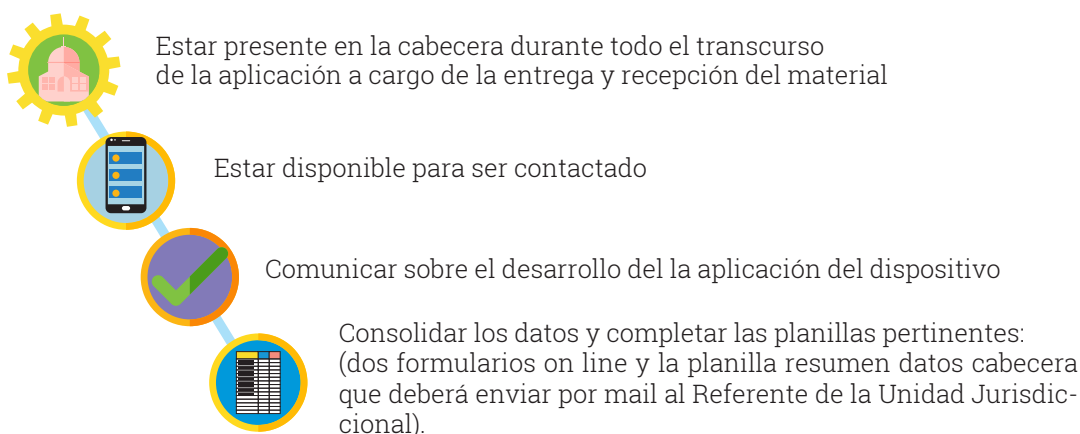 Estar presente en la cabecera durante todo el transcurso
de la aplicación a cargo de la entrega y recepción del material
Estar disponible para ser contactado
Comunicar sobre el desarrollo del la aplicación del dispositivo
Consolidar los datos y completar las planillas pertinentes:
(dos formularios on line y la planilla resumen datos cabecera
que deberá enviar por mail al Referente de la Unidad Jurisdic-
cional).